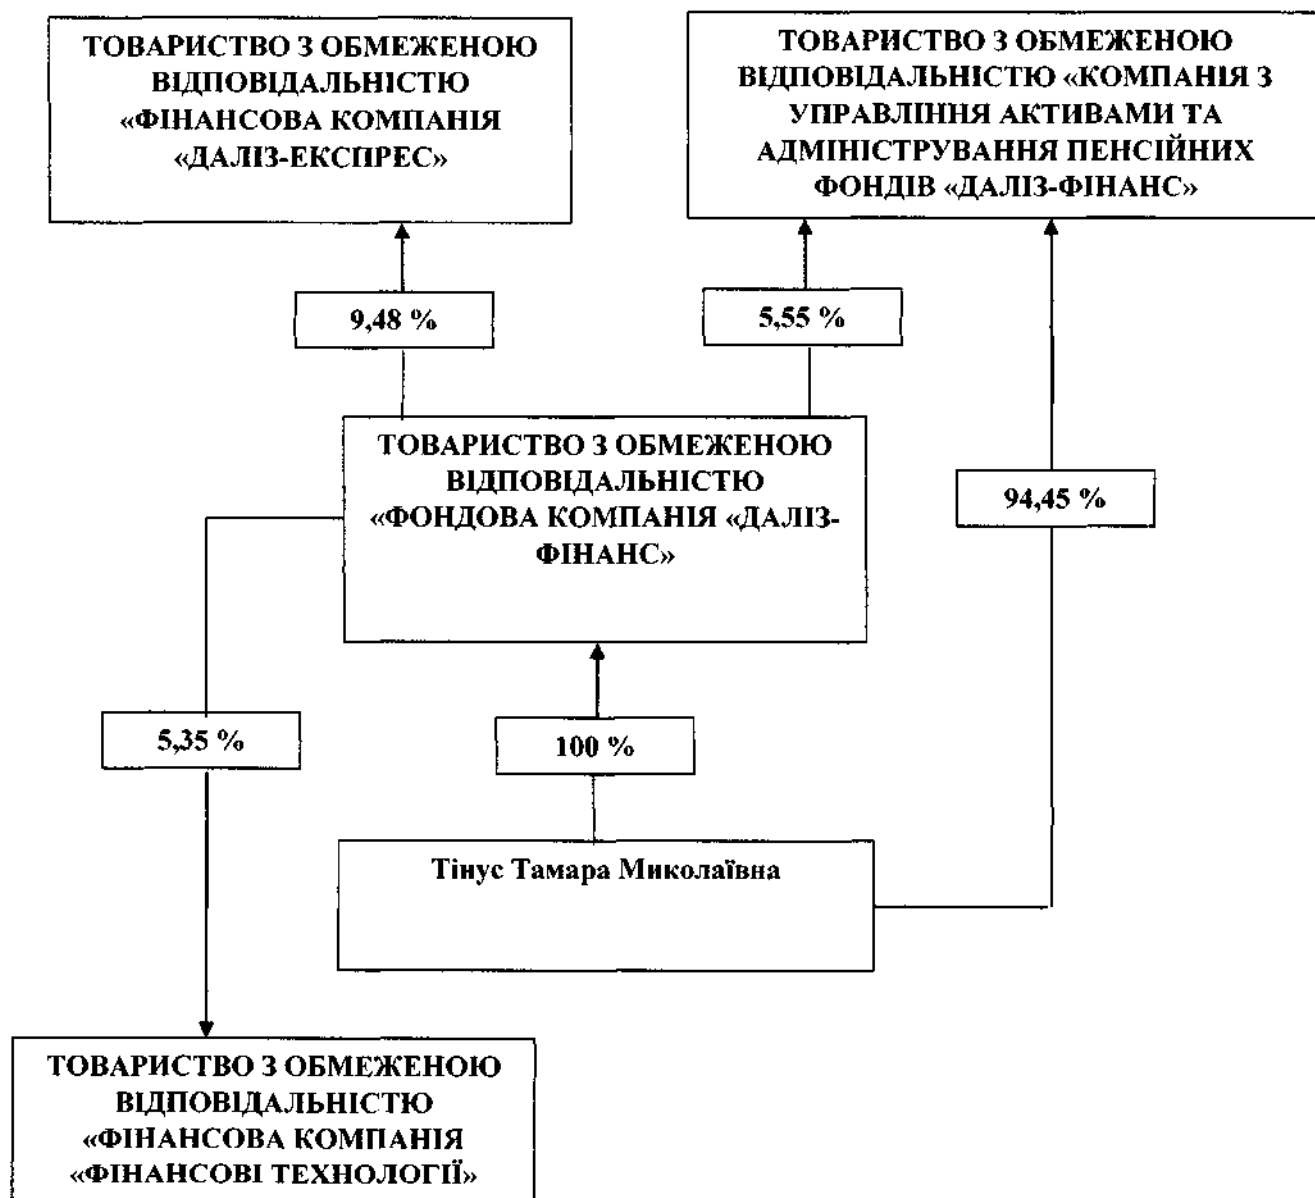 ТОВАРИСТВО З ОБМЕЖЕНОЮ
ВІДПОВІДАЛЬНІСТЮ
«ФІНАНСОВА КОМПАНІЯ
«ДАЛІЗ-ЕКСПРЕС»
ТОВАРИСТВО З ОБМЕЖЕНОЮ
ВІДПОВІДАЛЬНІСТЮ «КОМПАНІЯ З
УПРАВЛІННЯ АКТИВАМИ ТА
АДМІНІСТРУВАННЯ ПЕНСІЙНИХ
ФОНДІВ «ДАЛІЗ-ФІНАНС»
9,48 %
5,55 %
ТОВАРИСТВО З ОБМЕЖЕНОЮ
ВІДПОВІДАЛЬНІСТЮ
«ФОНДОВА КОМПАНІЯ «ДАЛІЗ-
ФІНАНС»
94,45 %
5,35 %
100 %
Тінус Тамара Миколаївна
ТОВАРИСТВО З ОБМЕЖЕНОЮ
ВІДПОВІДАЛЬНІСТЮ
«ФІНАНСОВА КОМПАНІЯ
«ФІНАНСОВІ ТЕХНОЛОГІЇ»